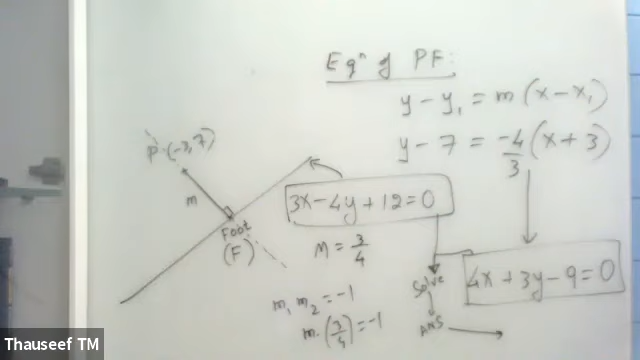 Eqⁿ of PF:
y - y₁ = m(x - x₁)
y - 7 = -4/3 (x + 3)
P(-3,7)
m
Foot
(F)
3x - 4y + 12 = 0
M = 3/4
m₁ m₂ = -1
m·(3/4) = -1
Solve
ANS
4x + 3y - 9 = 0
Thauseef TM